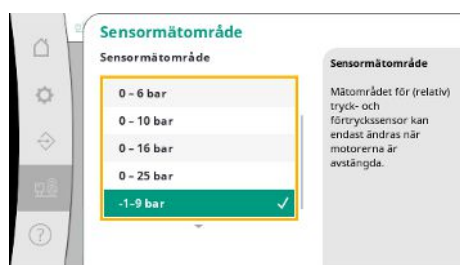 Sensormätområde
Sensormätområde
0 – 6 bar
0 – 10 bar
0 – 16 bar
0 – 25 bar
-1–9 bar
Sensormätområde
Mätområdet för (relativ)
tryck- och
förtryckssensor kan
endast ändras när
motorerna är
avstängda.